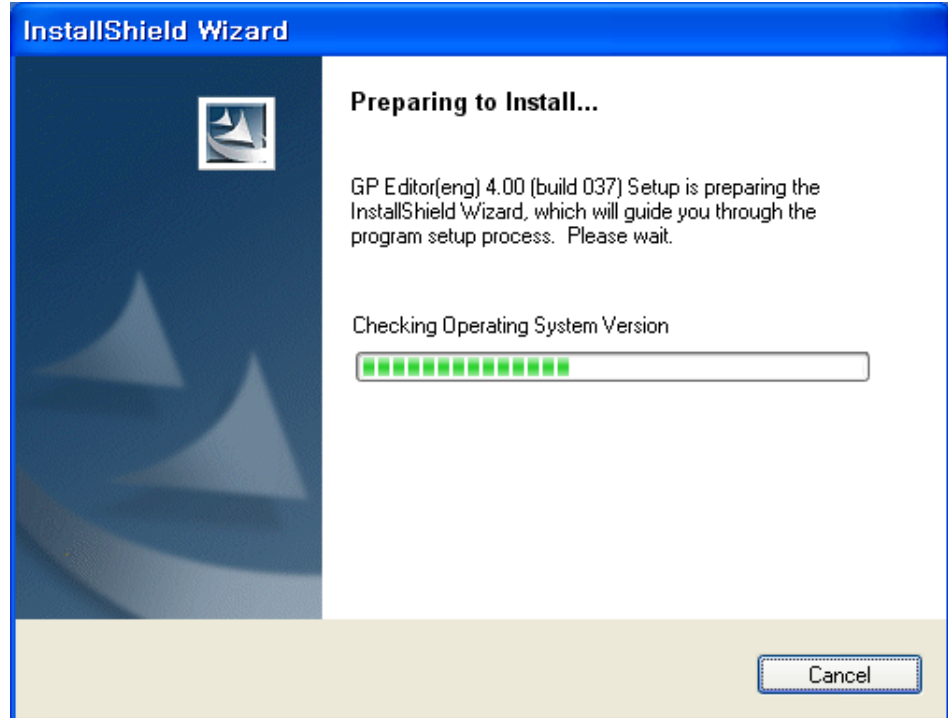 InstallShield Wizard
Preparing to Install...
GP Editor(eng) 4.00 (build 037) Setup is preparing the
InstallShield Wizard, which will guide you through the
program setup process.  Please wait.
Checking Operating System Version
Cancel